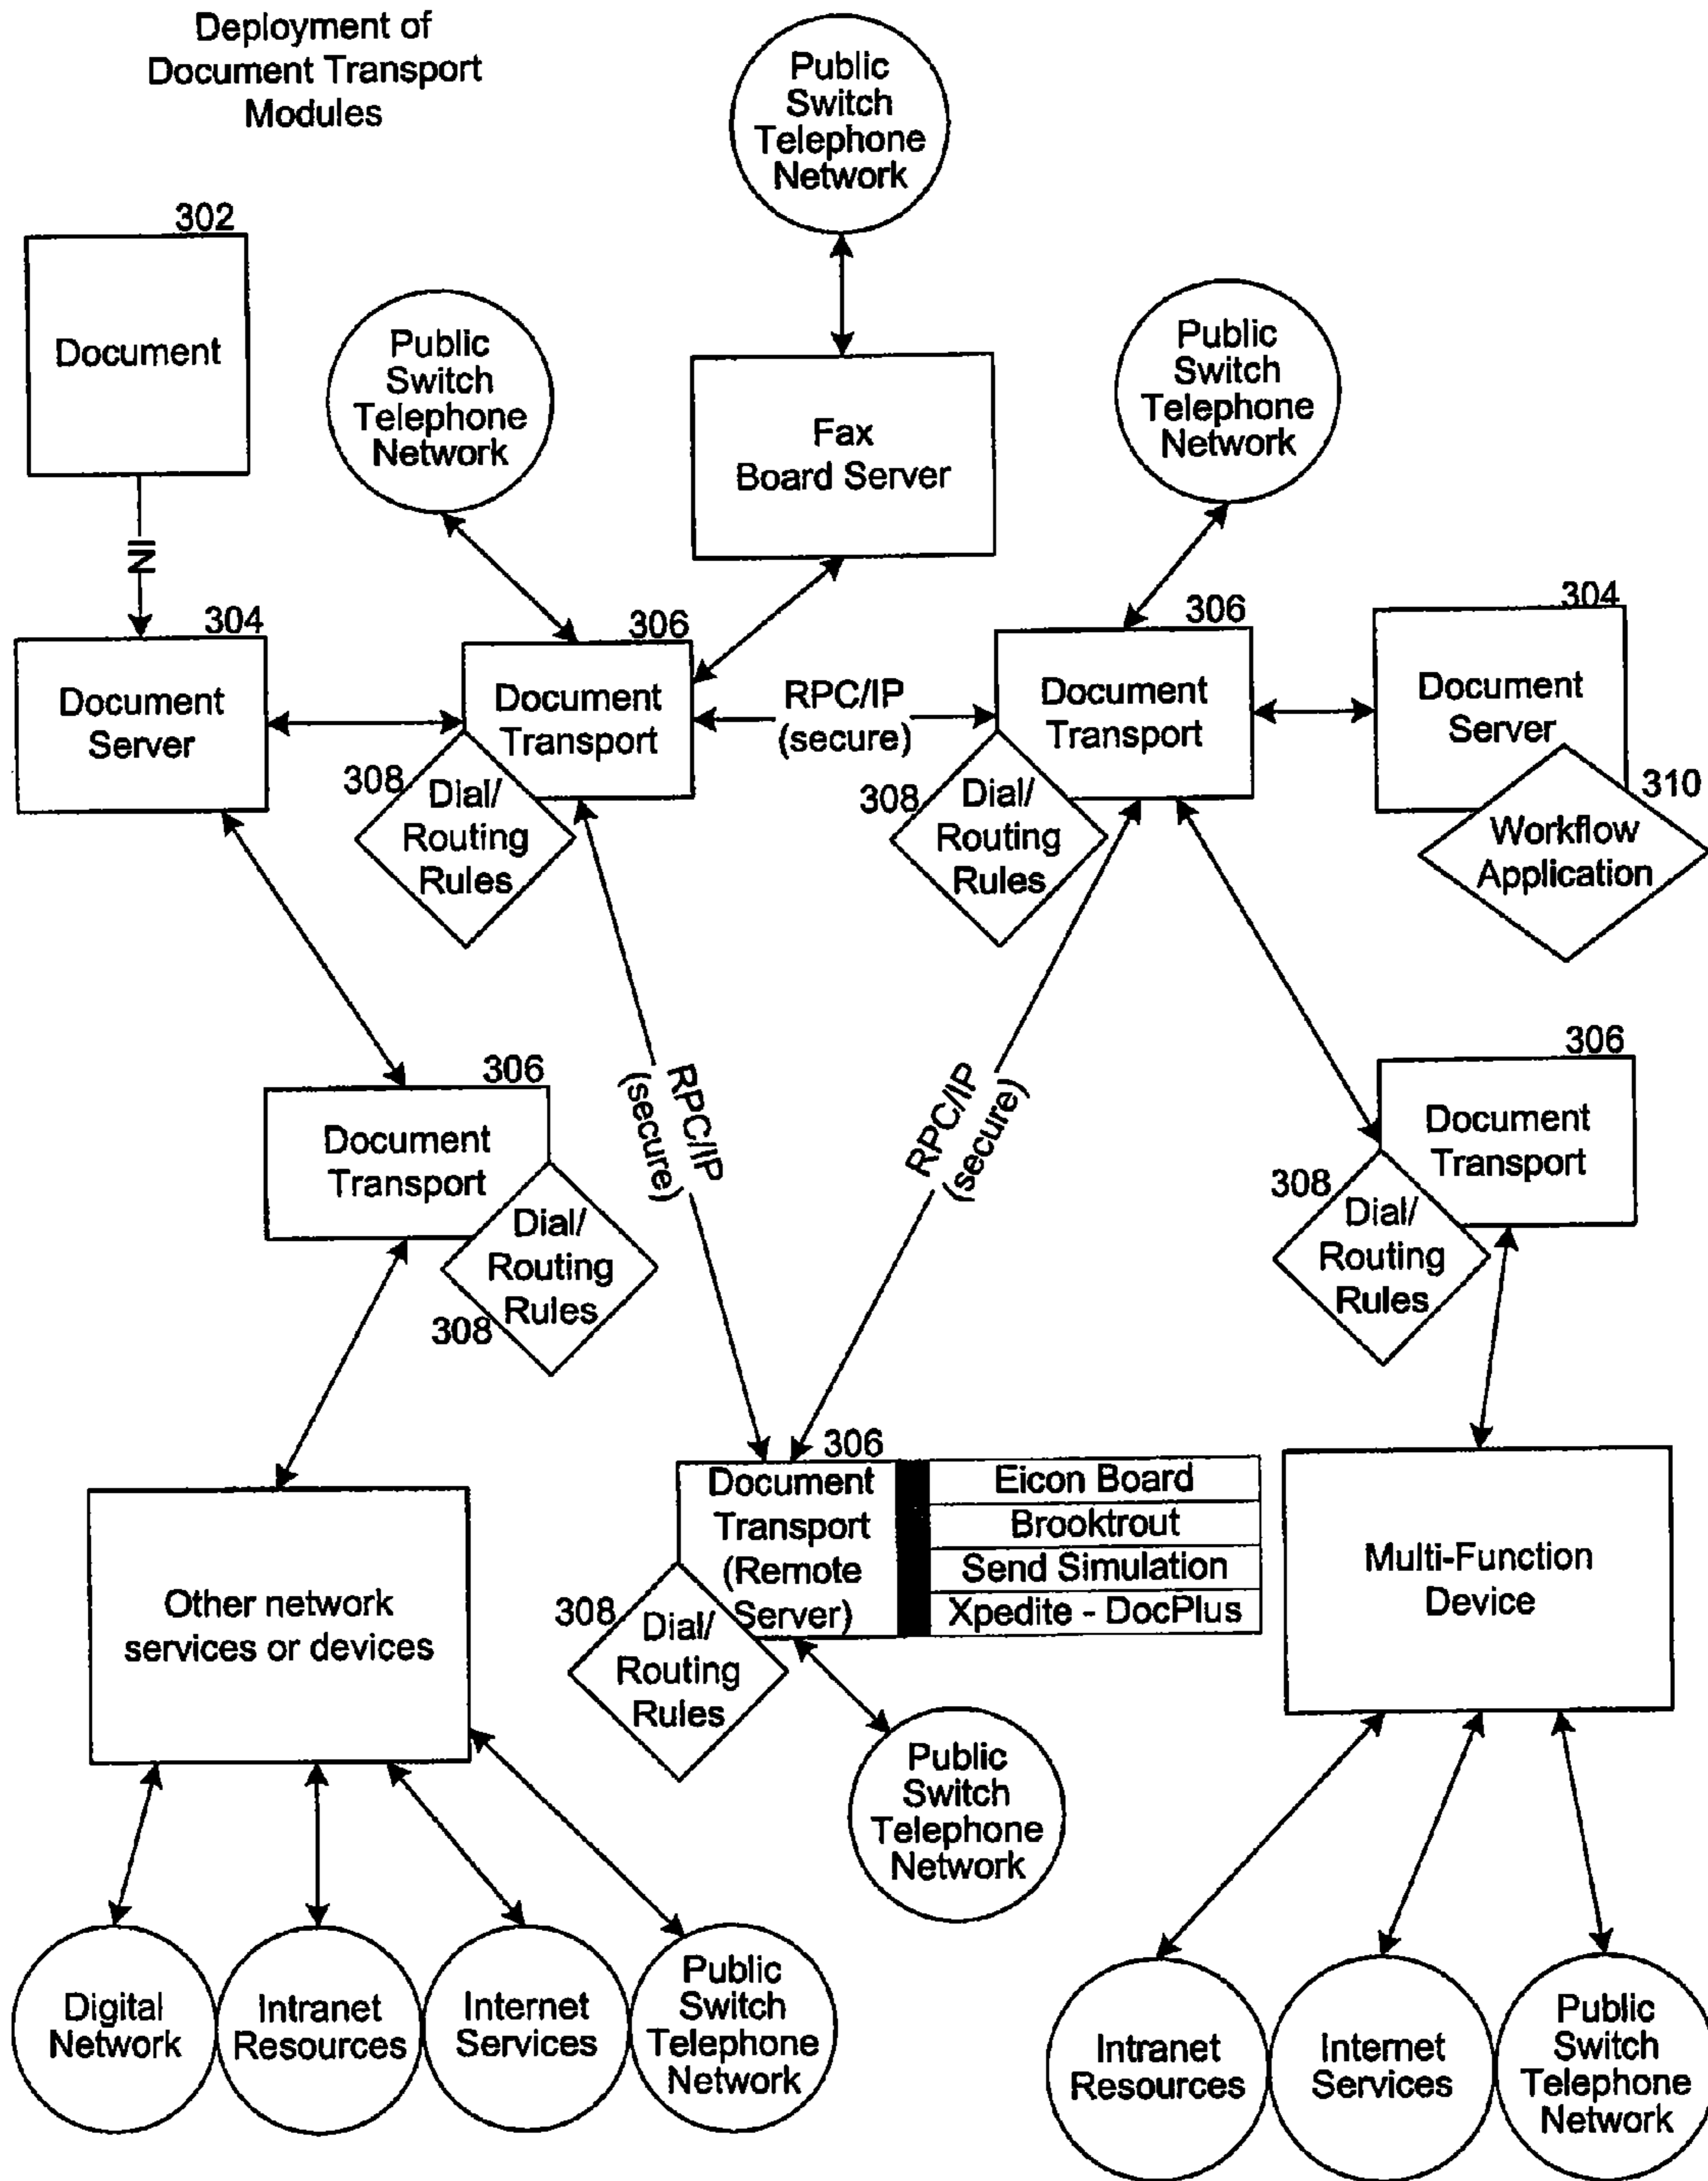 Deployment of
Document Transport
Modules
Public
Switch
Telephone
Network
302
Document
IN
Public
Switch
Telephone
Network
Fax
Board Server
Public
Switch
Telephone
Network
304
Document
Server
306
Document
Transport
308
Dial/
Routing
Rules
RPC/IP
(secure)
306
Document
Transport
308
Dial/
Routing
Rules
304
Document
Server
310
Workflow
Application
306
Document
Transport
308
Dial/
Routing
Rules
RPC/IP
(secure)
RPC/IP
(secure)
306
Document
Transport
308
Dial/
Routing
Rules
Other network
services or devices
306
Document
Transport
(Remote
Server)
Eicon Board
Brooktrout
Send Simulation
Xpedite - DocPlus
308
Dial/
Routing
Rules
Multi-Function
Device
Public
Switch
Telephone
Network
Digital
Network
Intranet
Resources
Internet
Services
Public
Switch
Telephone
Network
Intranet
Resources
Internet
Services
Public
Switch
Telephone
Network